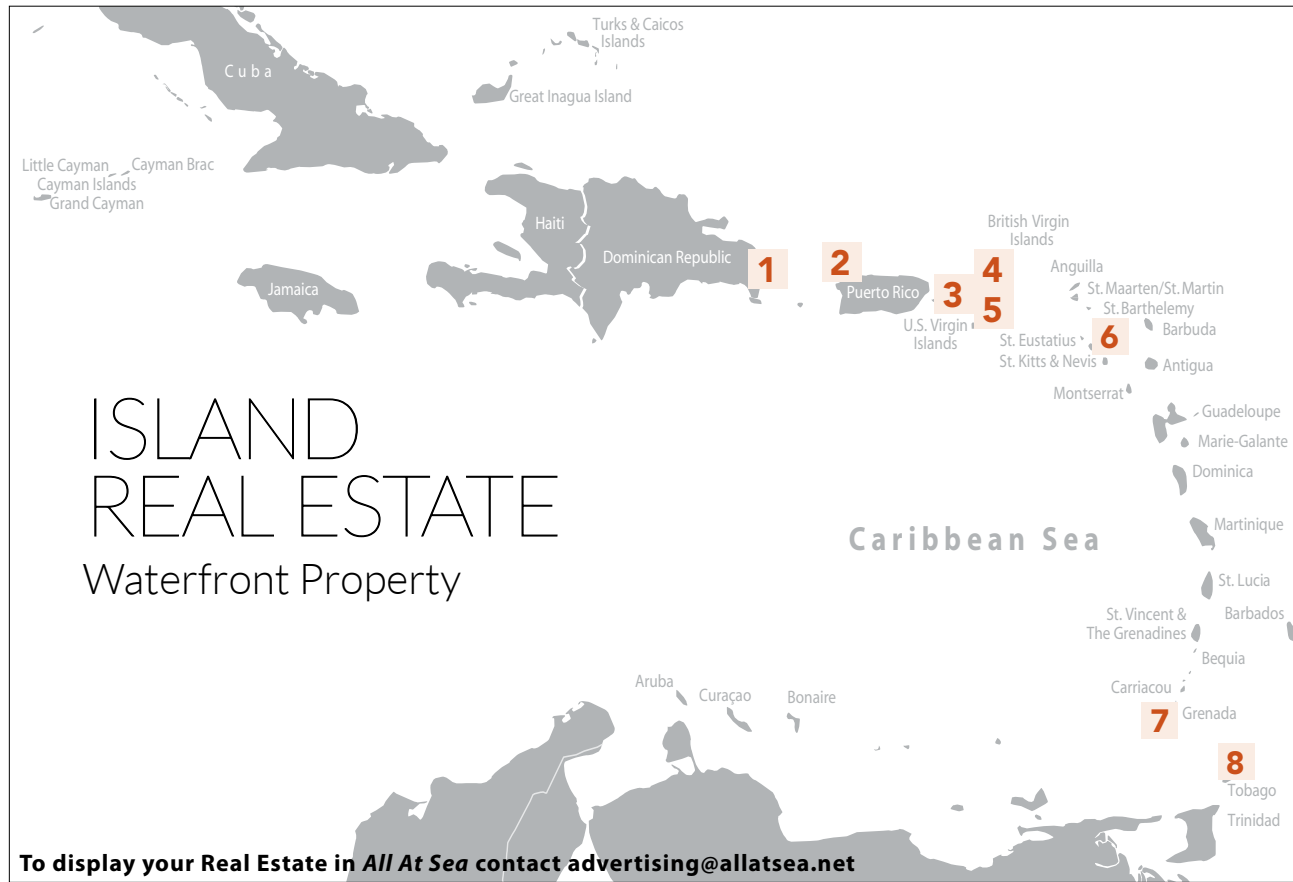 Turks & Caicos
Islands
Cuba
Great Inagua Island
Little Cayman
Cayman Brac
Cayman Islands
Grand Cayman
Haiti
Dominican Republic
Jamaica
1
2
Puerto Rico
3
British Virgin
Islands
4
5
U.S. Virgin
Islands
Anguilla
St. Maarten/St. Martin
St. Barthelemy
Barbuda
6
St. Eustatius
St. Kitts & Nevis
Antigua
Montserrat
Guadeloupe
Marie-Galante
Dominica
ISLAND
REAL ESTATE
Waterfront Property
Caribbean Sea
Martinique
St. Lucia
St. Vincent &
The Grenadines
Barbados
Bequia
Carriacou
Aruba
Curaçao
Bonaire
7
Grenada
8
Tobago
Trinidad
To display your Real Estate in All At Sea contact advertising@allatsea.net